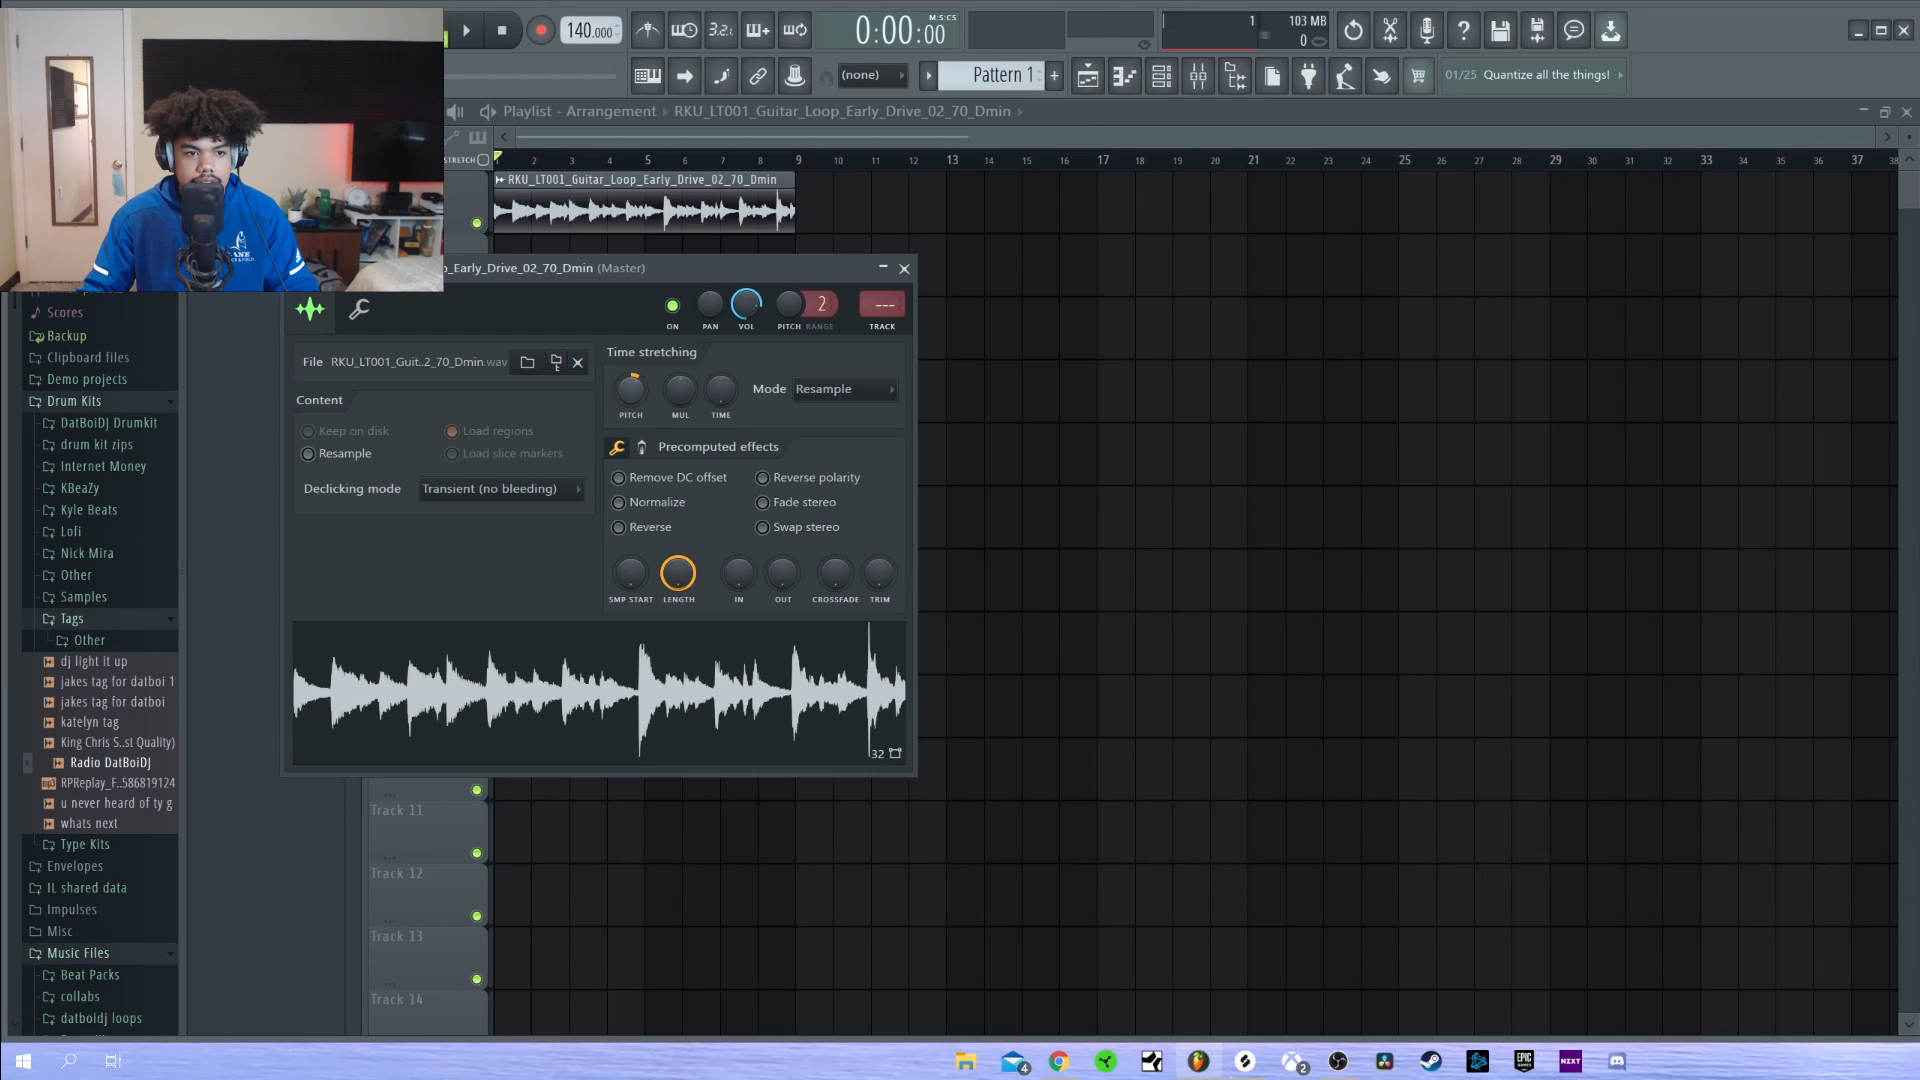 140.000
3.2.
0:00:00
M:S:CS
1
103 MB
0
(none)
Pattern 1
01/25 Quantize all the things!
Playlist - Arrangement › RKU_LT001_Guitar_Loop_Early_Drive_02_70_Dmin
STRETCH
2 3 4 5 6 7 8 9 10 11 12 13 14 15 16 17 18 19 20 21 22 23 24 25 26 27 28 29 30 31 32 33 34 35 36 37 38
RKU_LT001_Guitar_Loop_Early_Drive_02_70_Dmin
p_Early_Drive_02_70_Dmin (Master)
ON
PAN
VOL
PITCH
RANGE
2
---
TRACK
File RKU_LT001_Guit..2_70_Dmin.wav
Content
Keep on disk
Load regions
Resample
Load slice markers
Declicking mode Transient (no bleeding)
Time stretching
PITCH
MUL
TIME
Mode Resample
Precomputed effects
Remove DC offset
Reverse polarity
Normalize
Fade stereo
Reverse
Swap stereo
SMP START
LENGTH
IN
OUT
CROSSFADE
TRIM
32
Scores
Backup
Clipboard files
Demo projects
Drum Kits
DatBoiDJ Drumkit
drum kit zips
Internet Money
KBeaZy
Kyle Beats
Lofi
Nick Mira
Other
Samples
Tags
Other
dj light it up
jakes tag for datboi 1
jakes tag for datboi
katelyn tag
King Chris S..st Quality)
Radio DatBoiDJ
mp3 RPReplay_F..586819124
u never heard of ty g
whats next
Type Kits
Envelopes
IL shared data
Impulses
Misc
Music Files
Beat Packs
collabs
datboidj loops
Track 11
Track 12
Track 13
Track 14
4
2
EPIC GAMES
NZXT